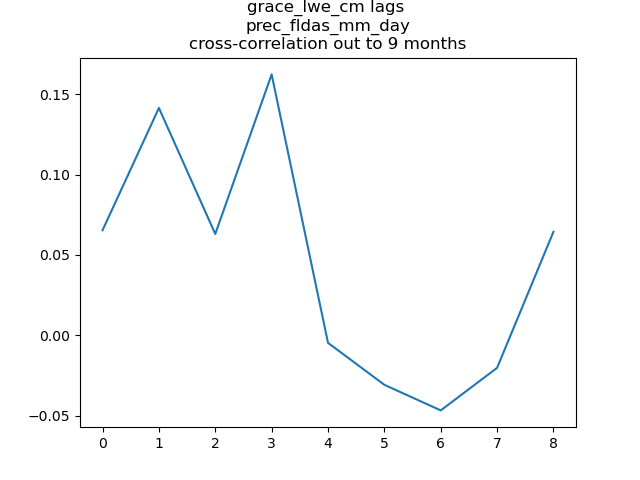 grace_lwe_cm lags
prec_fldas_mm_day
cross-correlation out to 9 months
0.15
0.10
0.05
0.00
−0.05
0 1 2 3 4 5 6 7 8